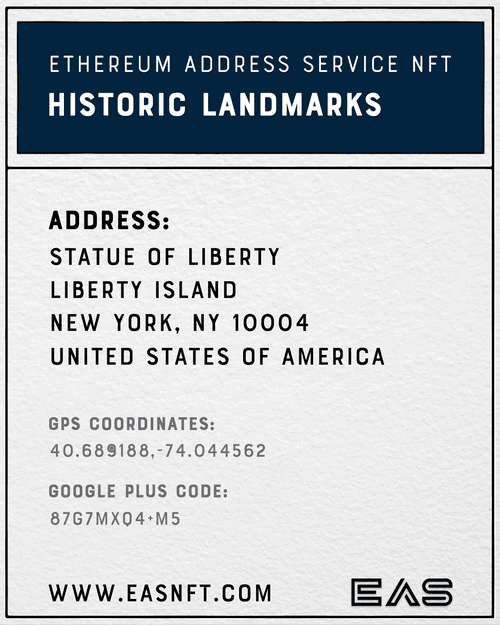 ETHEREUM ADDRESS SERVICE NFT
HISTORIC LANDMARKS
ADDRESS:
STATUE OF LIBERTY
LIBERTY ISLAND
NEW YORK, NY 10004
UNITED STATES OF AMERICA
GPS COORDINATES:
40.689188,-74.044562
GOOGLE PLUS CODE:
87G7MXQ4+M5
WWW.EASNFT.COM
EAS